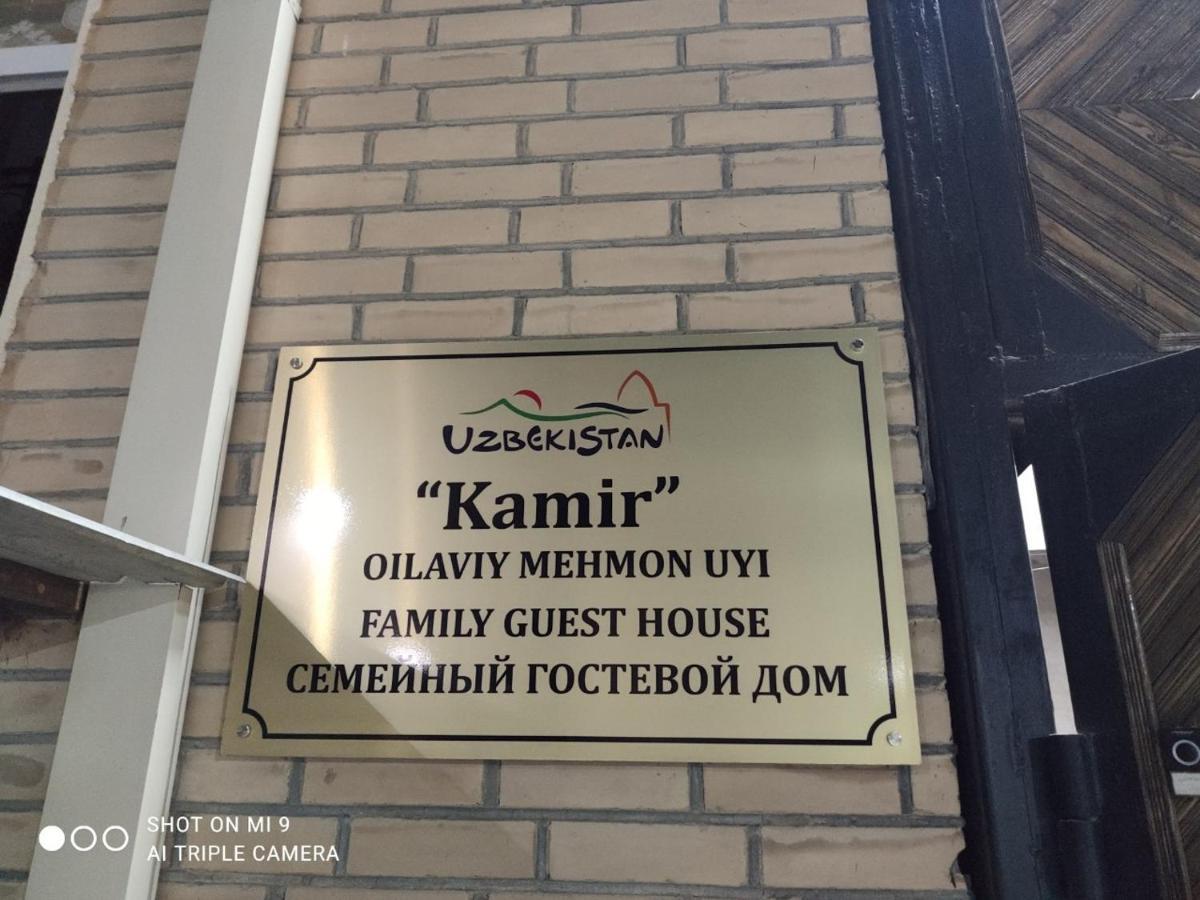 UZBEKISTAN
“Kamir”
OILAVIY MEHMON UYI
FAMILY GUEST HOUSE
СЕМЕЙНЫЙ ГОСТЕВОЙ ДОМ
SHOT ON MI 9
AI TRIPLE CAMERA